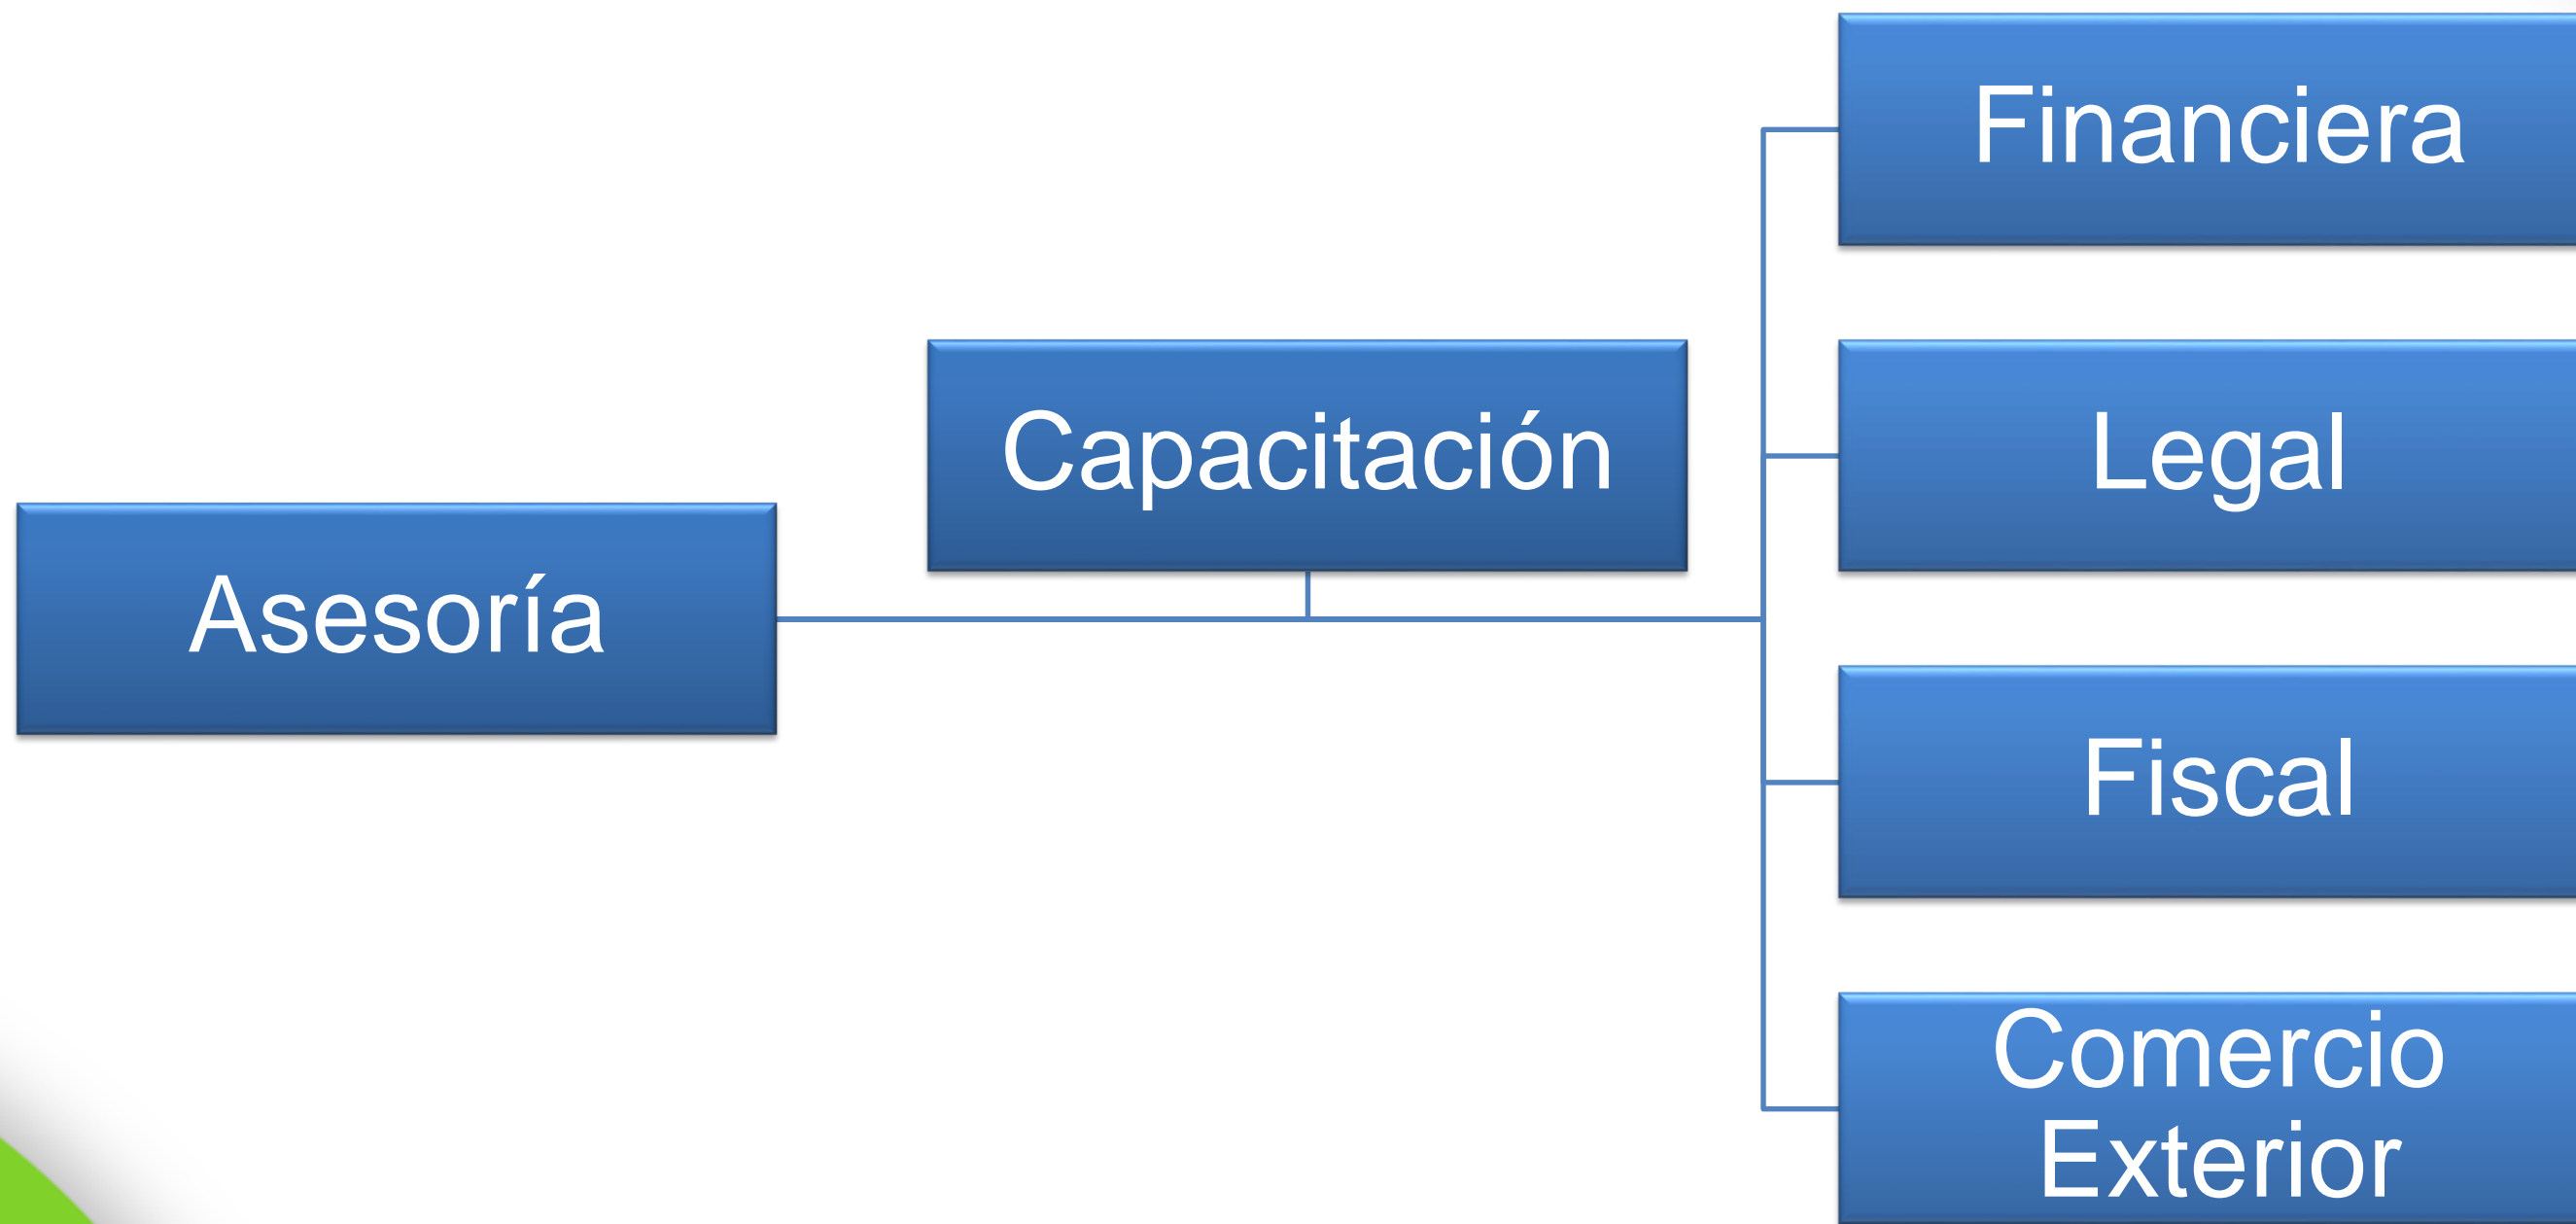 Asesoría
Capacitación
Financiera
Legal
Fiscal
Comercio
Exterior